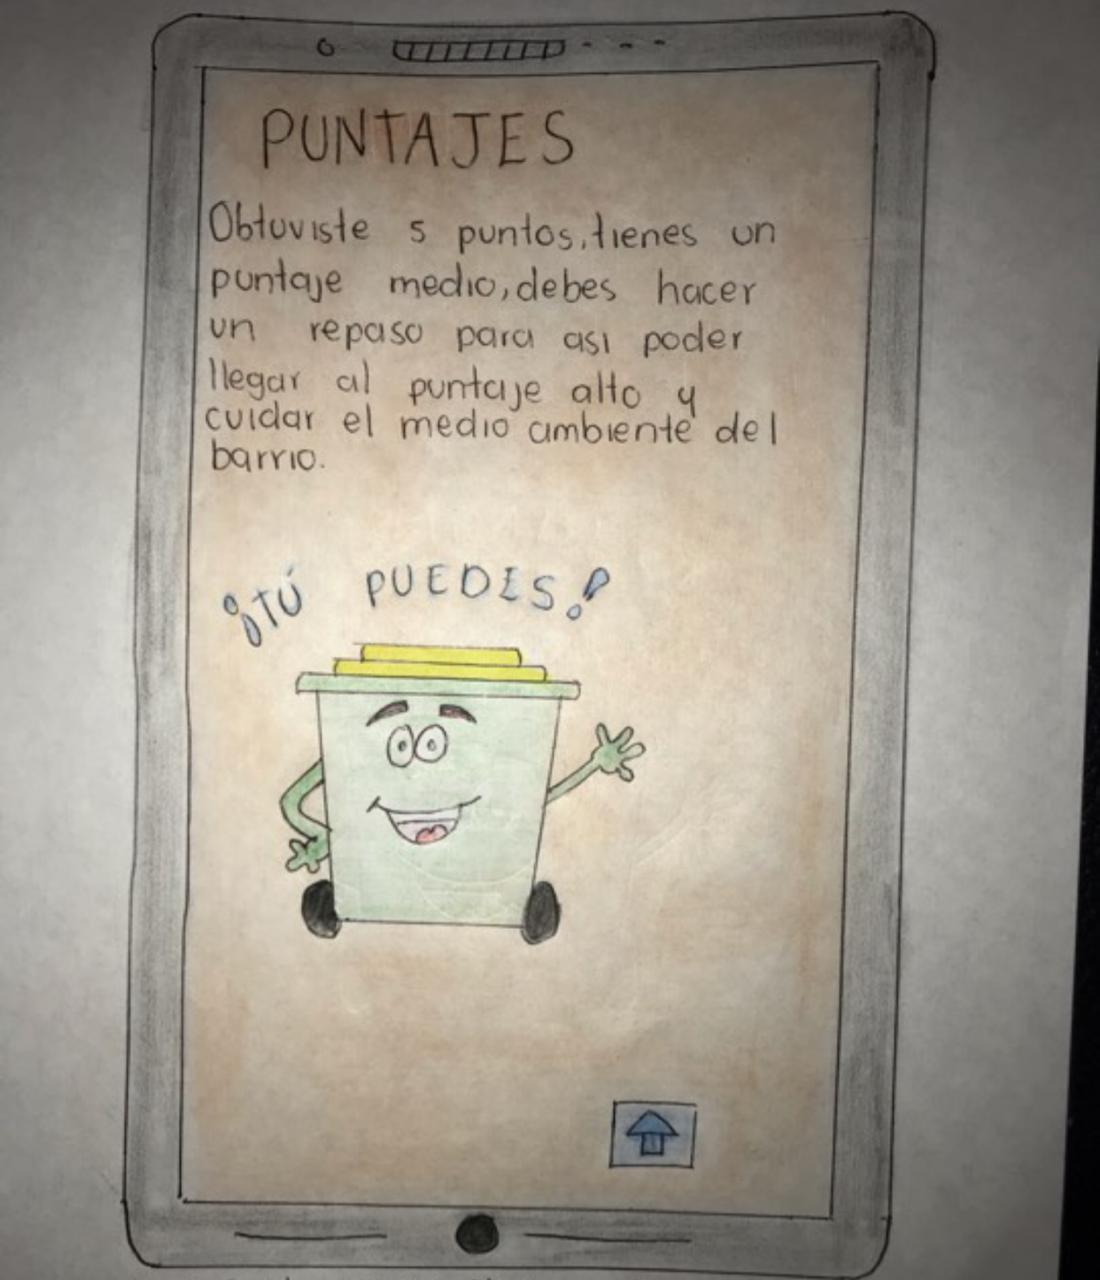 PUNTAJES
Obtuviste 5 puntos, tienes un
puntaje medio, debes hacer
un repaso para asi poder
llegar al puntaje alto y
cuidar el medio ambiente del
barrio.
¡TÚ PUEDES!